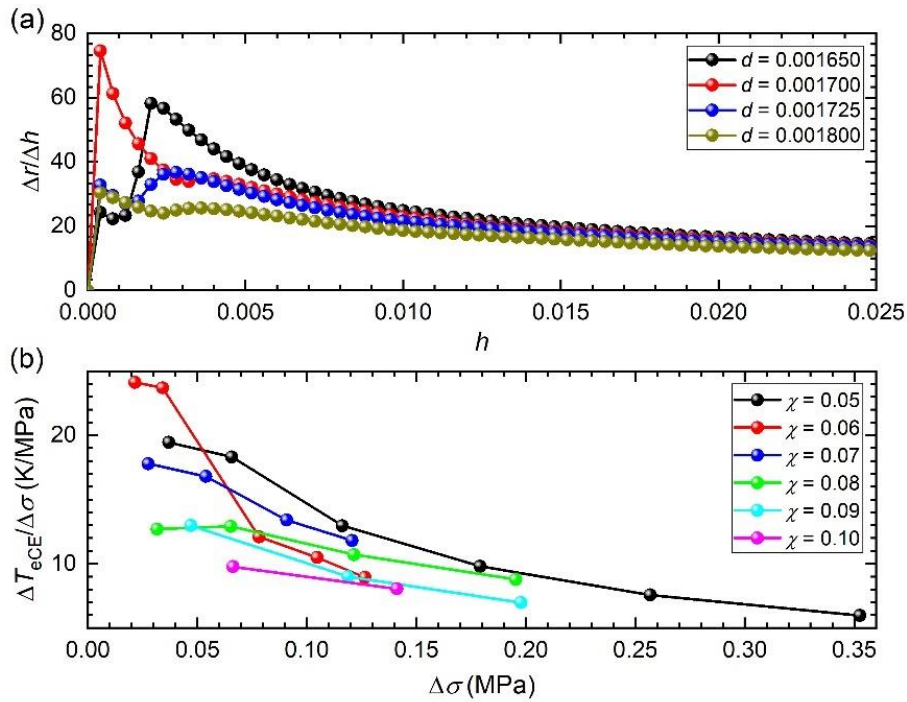 (a)
80
60
40
20
0
Δr/Δh
d = 0.001650
d = 0.001700
d = 0.001725
d = 0.001800
0.000 0.005 0.010 0.015 0.020 0.025
h
(b)
20
10
ΔT_eCE/Δσ (K/MPa)
χ = 0.05
χ = 0.06
χ = 0.07
χ = 0.08
χ = 0.09
χ = 0.10
0.00 0.05 0.10 0.15 0.20 0.25 0.30 0.35
Δσ (MPa)